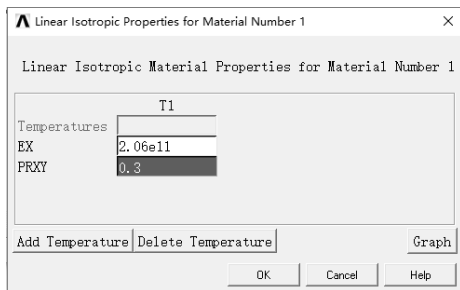 Linear Isotropic Properties for Material Number 1
Linear Isotropic Material Properties for Material Number 1
T1
Temperatures
EX 2.06e11
PRXY 0.3
Add Temperature Delete Temperature Graph
OK Cancel Help